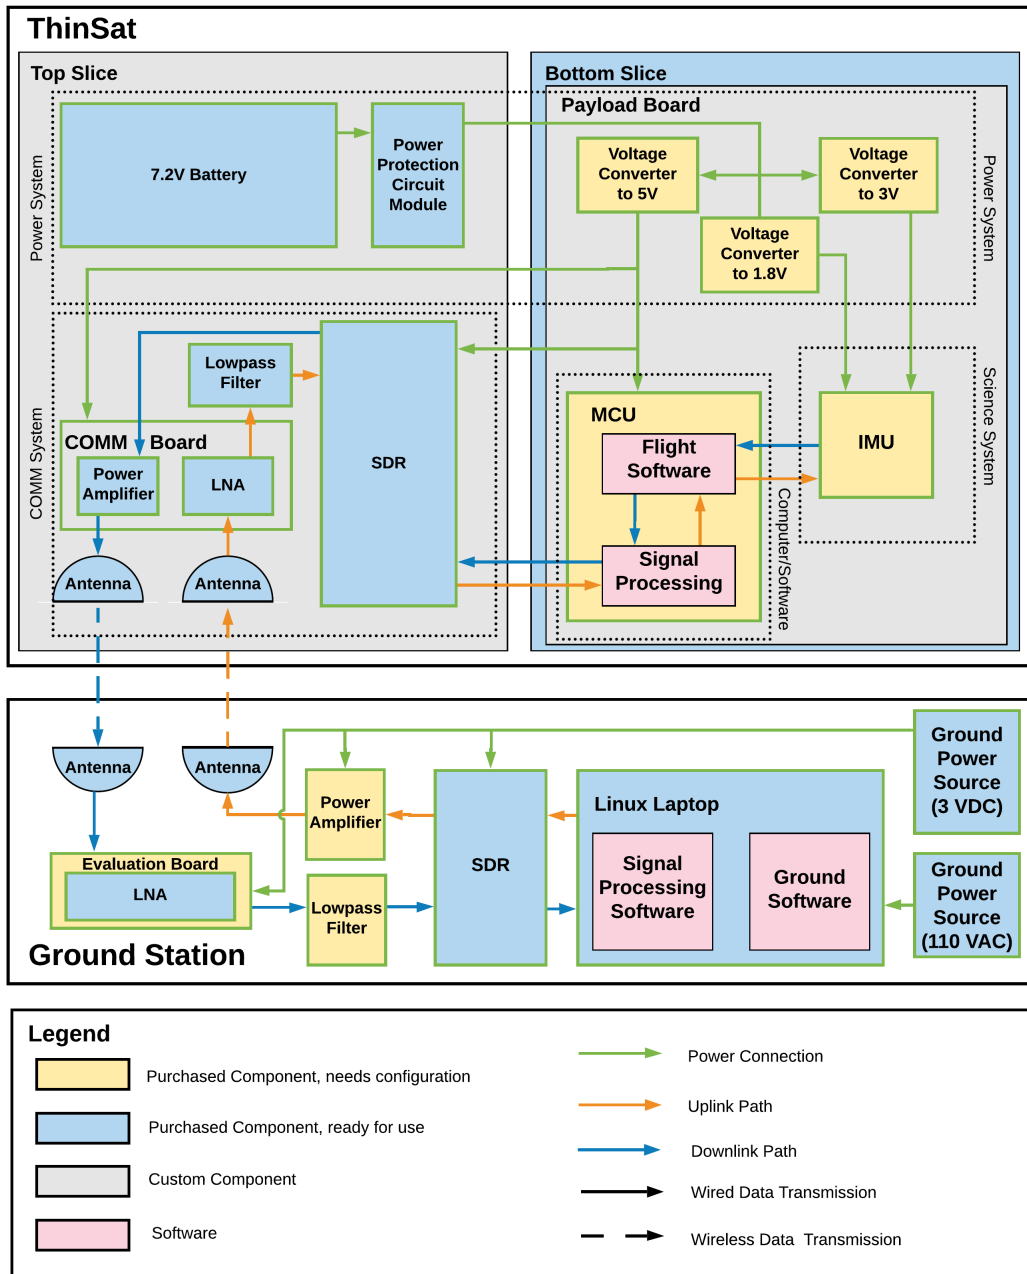 ThinSat
Top Slice
Power System
7.2V Battery
Power
Protection
Circuit
Module
Bottom Slice
Payload Board
Voltage
Converter
to 5V
Voltage
Converter
to 3V
Voltage
Converter
to 1.8V
Power System
COMM System
Lowpass
Filter
COMM Board
Power
Amplifier
LNA
SDR
Antenna
Antenna
MCU
Flight
Software
Signal
Processing
Computer/Software
IMU
Science System
Antenna
Antenna
Evaluation Board
LNA
Power
Amplifier
Lowpass
Filter
SDR
Linux Laptop
Signal
Processing
Software
Ground
Software
Ground
Power
Source
(3 VDC)
Ground
Power
Source
(110 VAC)
Ground Station
Legend
Purchased Component, needs configuration
Purchased Component, ready for use
Custom Component
Software
Power Connection
Uplink Path
Downlink Path
Wired Data Transmission
Wireless Data Transmission